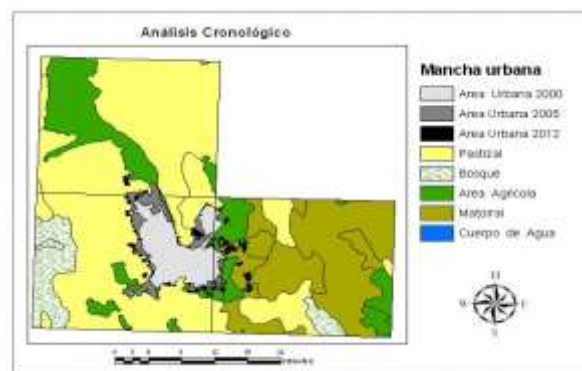 Análisis Cronológico
Mancha urbana
Area Urbana 2000
Area Urbana 2005
Area Urbana 2012
Pastizal
Bosque
Area Agrícola
Matorral
Cuerpo de Agua
N
W E
S